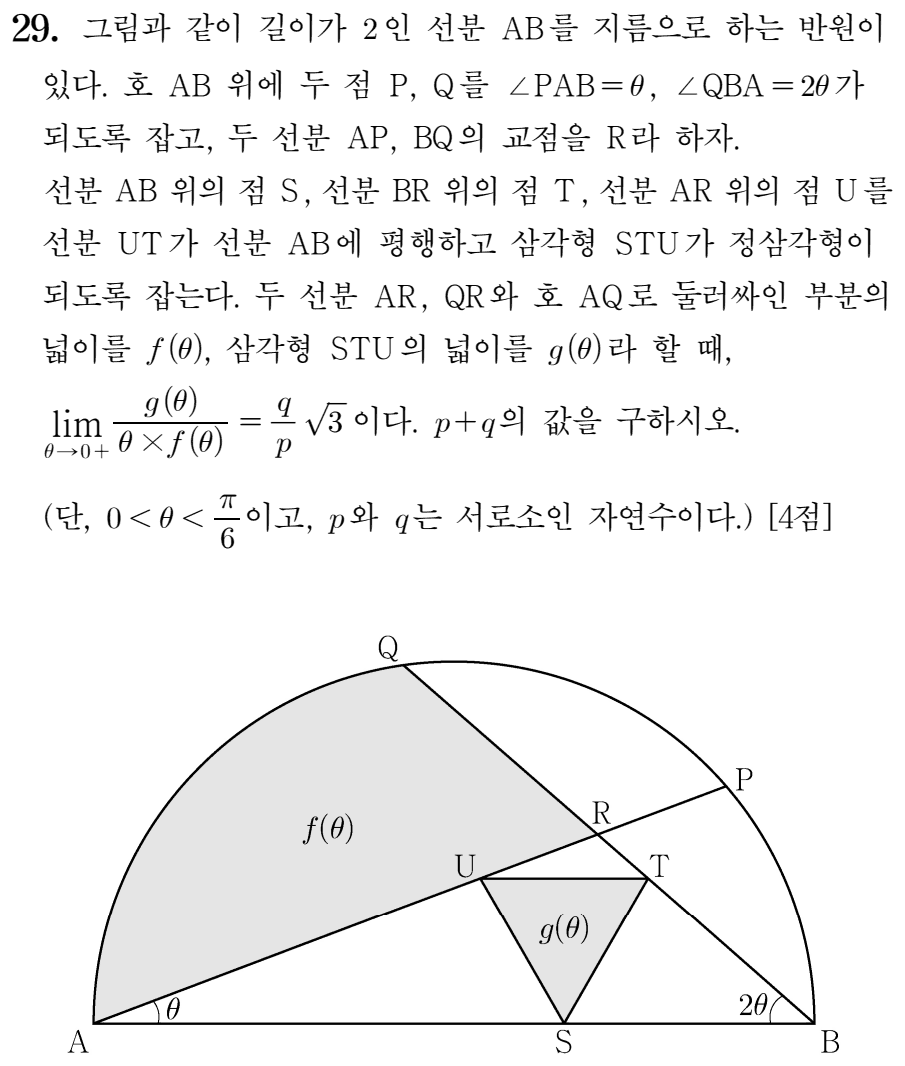 29. 그림과 같이 길이가 2인 선분 AB를 지름으로 하는 반원이
있다. 호 AB 위에 두 점 P, Q를 ∠PAB=θ, ∠QBA=2θ가
되도록 잡고, 두 선분 AP, BQ의 교점을 R라 하자.
선분 AB 위의 점 S, 선분 BR 위의 점 T, 선분 AR 위의 점 U를
선분 UT가 선분 AB에 평행하고 삼각형 STU가 정삼각형이
되도록 잡는다. 두 선분 AR, QR와 호 AQ로 둘러싸인 부분의
넓이를 f(θ), 삼각형 STU의 넓이를 g(θ)라 할 때,
lim_{θ→0+} g(θ)/(θ×f(θ)) = q/p √3 이다. p+q의 값을 구하시오.
(단, 0<θ<π/6이고, p와 q는 서로소인 자연수이다.) [4점]
Q
P
R
f(θ)
U
T
g(θ)
θ
2θ
A
S
B